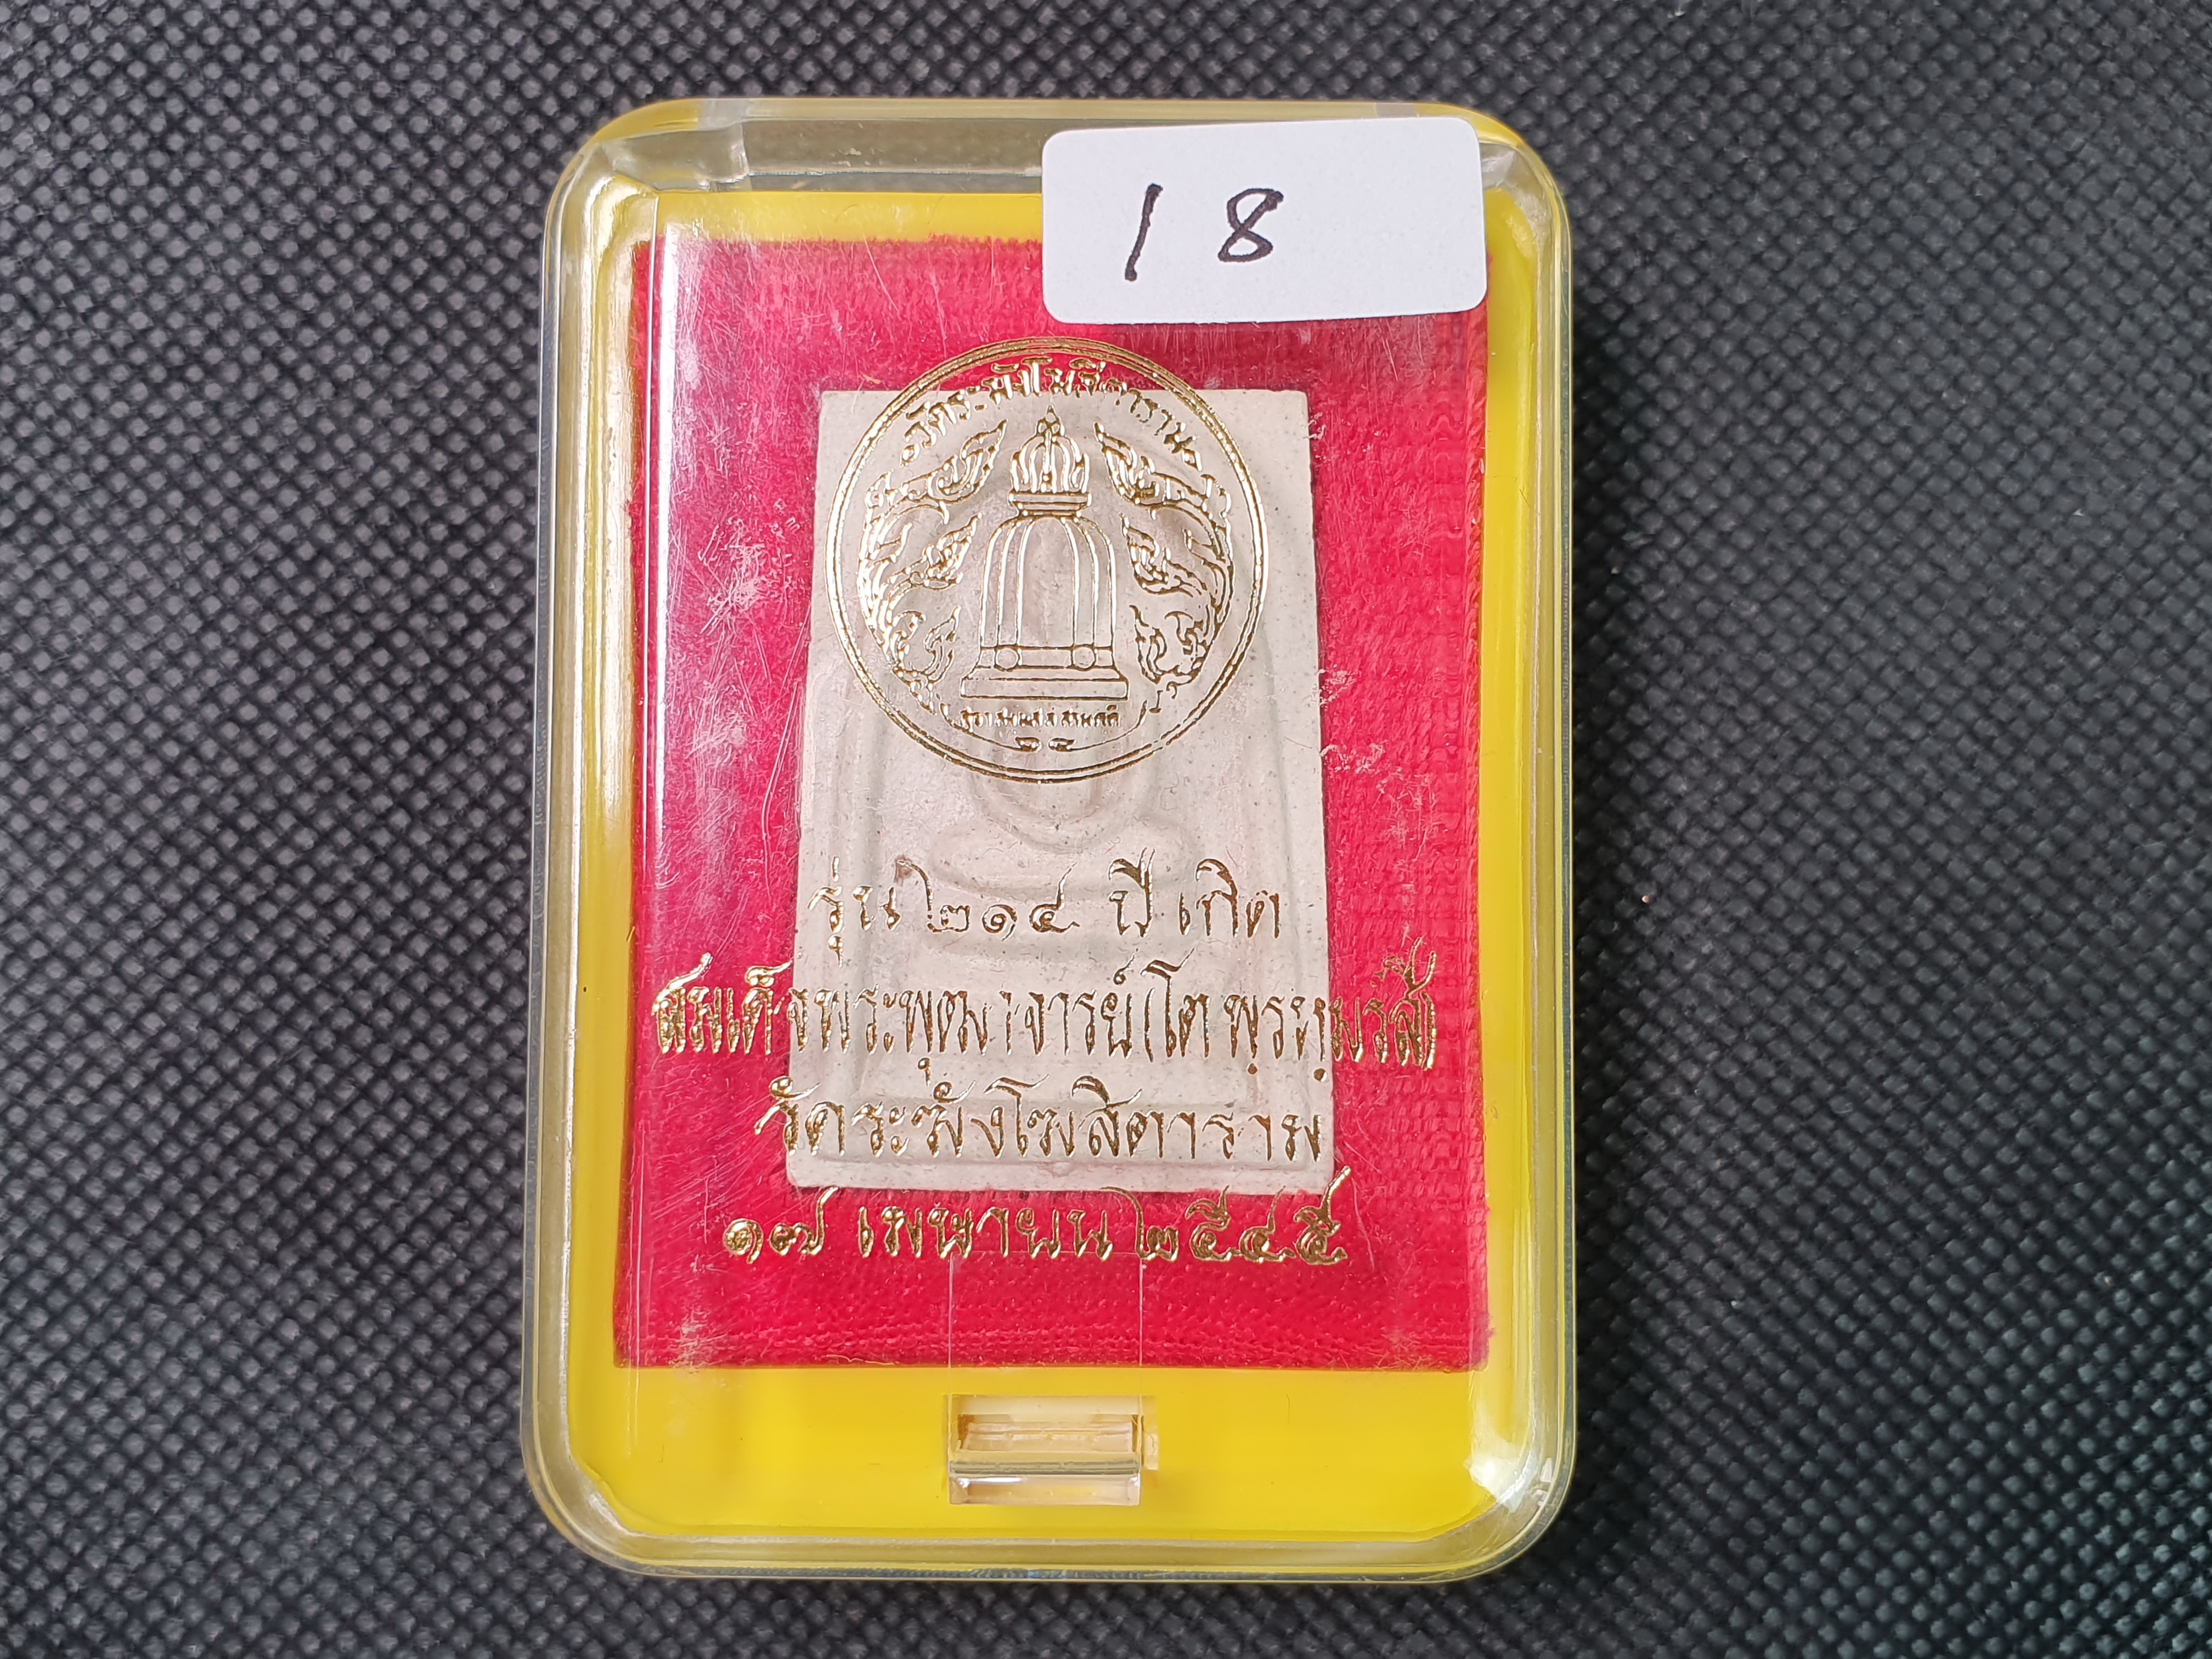 18
วัดระฆังโฆสิตาราม
รุ่น ๒๑๔ ปี เกิด
สมเด็จพระพุฒาจารย์(โต พฺรหฺมรํสี)
วัดระฆังโฆสิตาราม
๑๗ เมษายน ๒๕๔๕